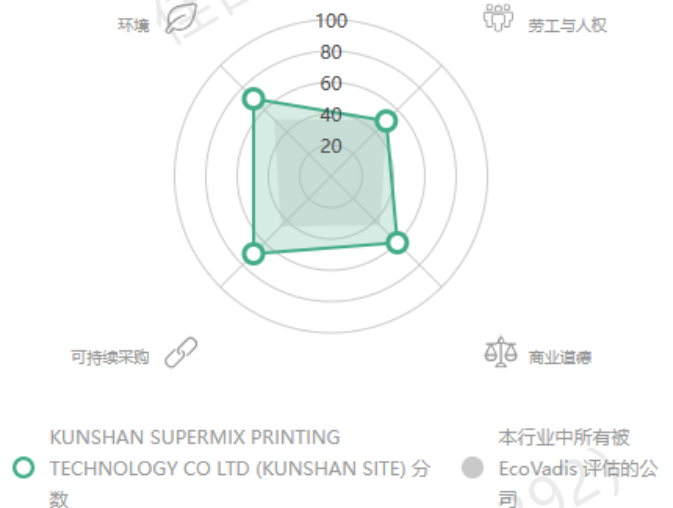 环境
劳工与人权
100
80
60
40
20
可持续采购
商业道德
KUNSHAN SUPERMIX PRINTING
TECHNOLOGY CO LTD (KUNSHAN SITE) 分
数
本行业中所有被
EcoVadis 评估的公
司